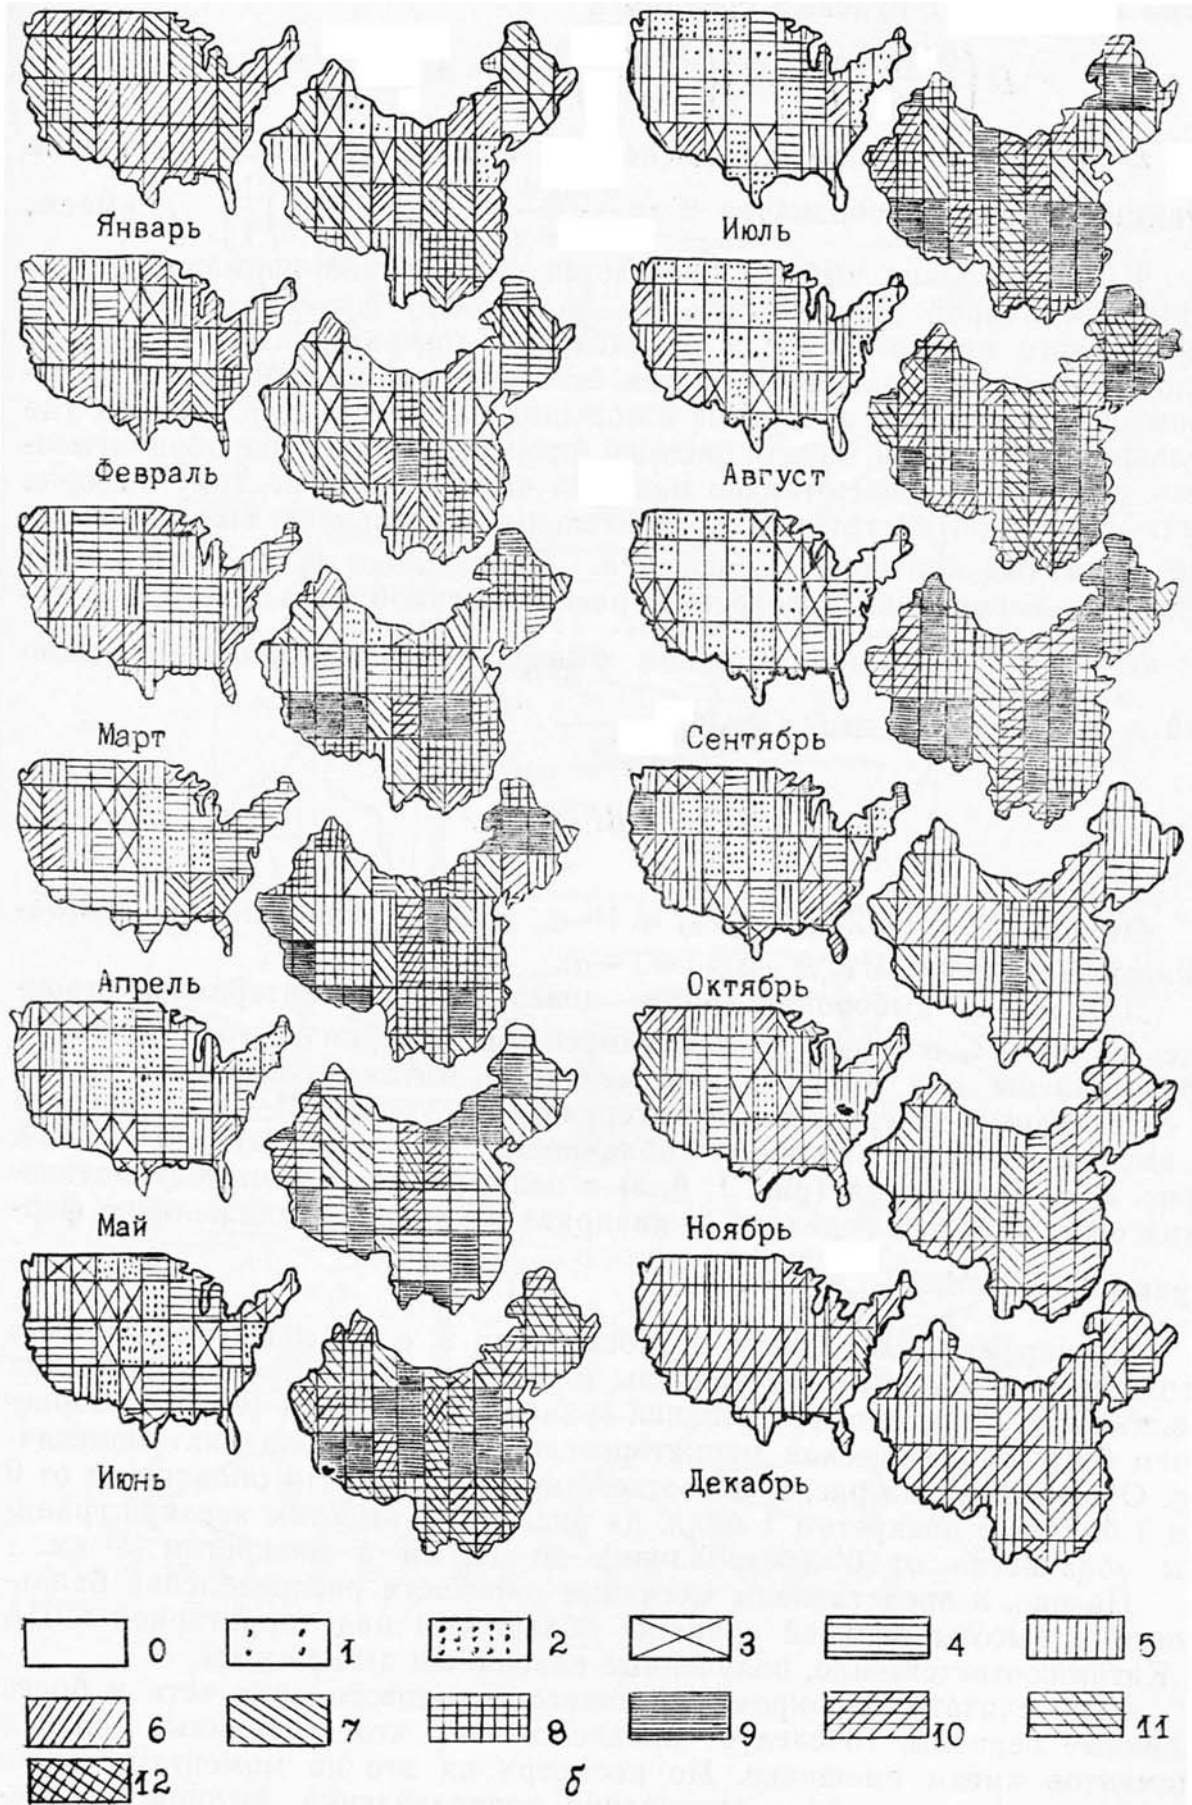 Январь
Июль
Февраль
Август
Март
Сентябрь
Апрель
Октябрь
Май
Ноябрь
Июнь
Декабрь
0 1 2 3 4 5
6 7 8 9 10 11
12 б